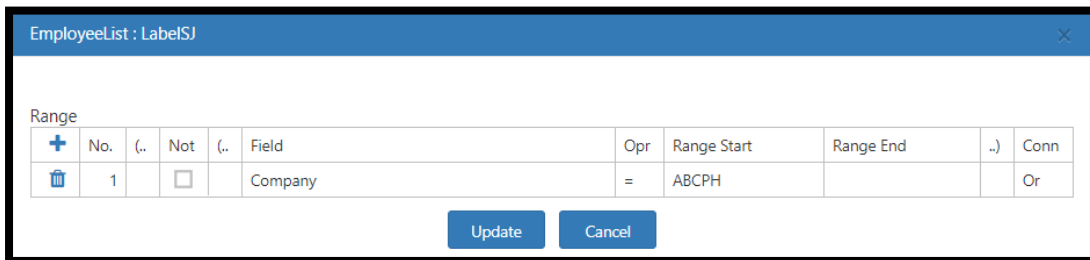 EmployeeList : LabelSJ
Range
No. (.. Not (.. Field Opr Range Start Range End ..) Conn
1 Company = ABCPH Or
Update Cancel